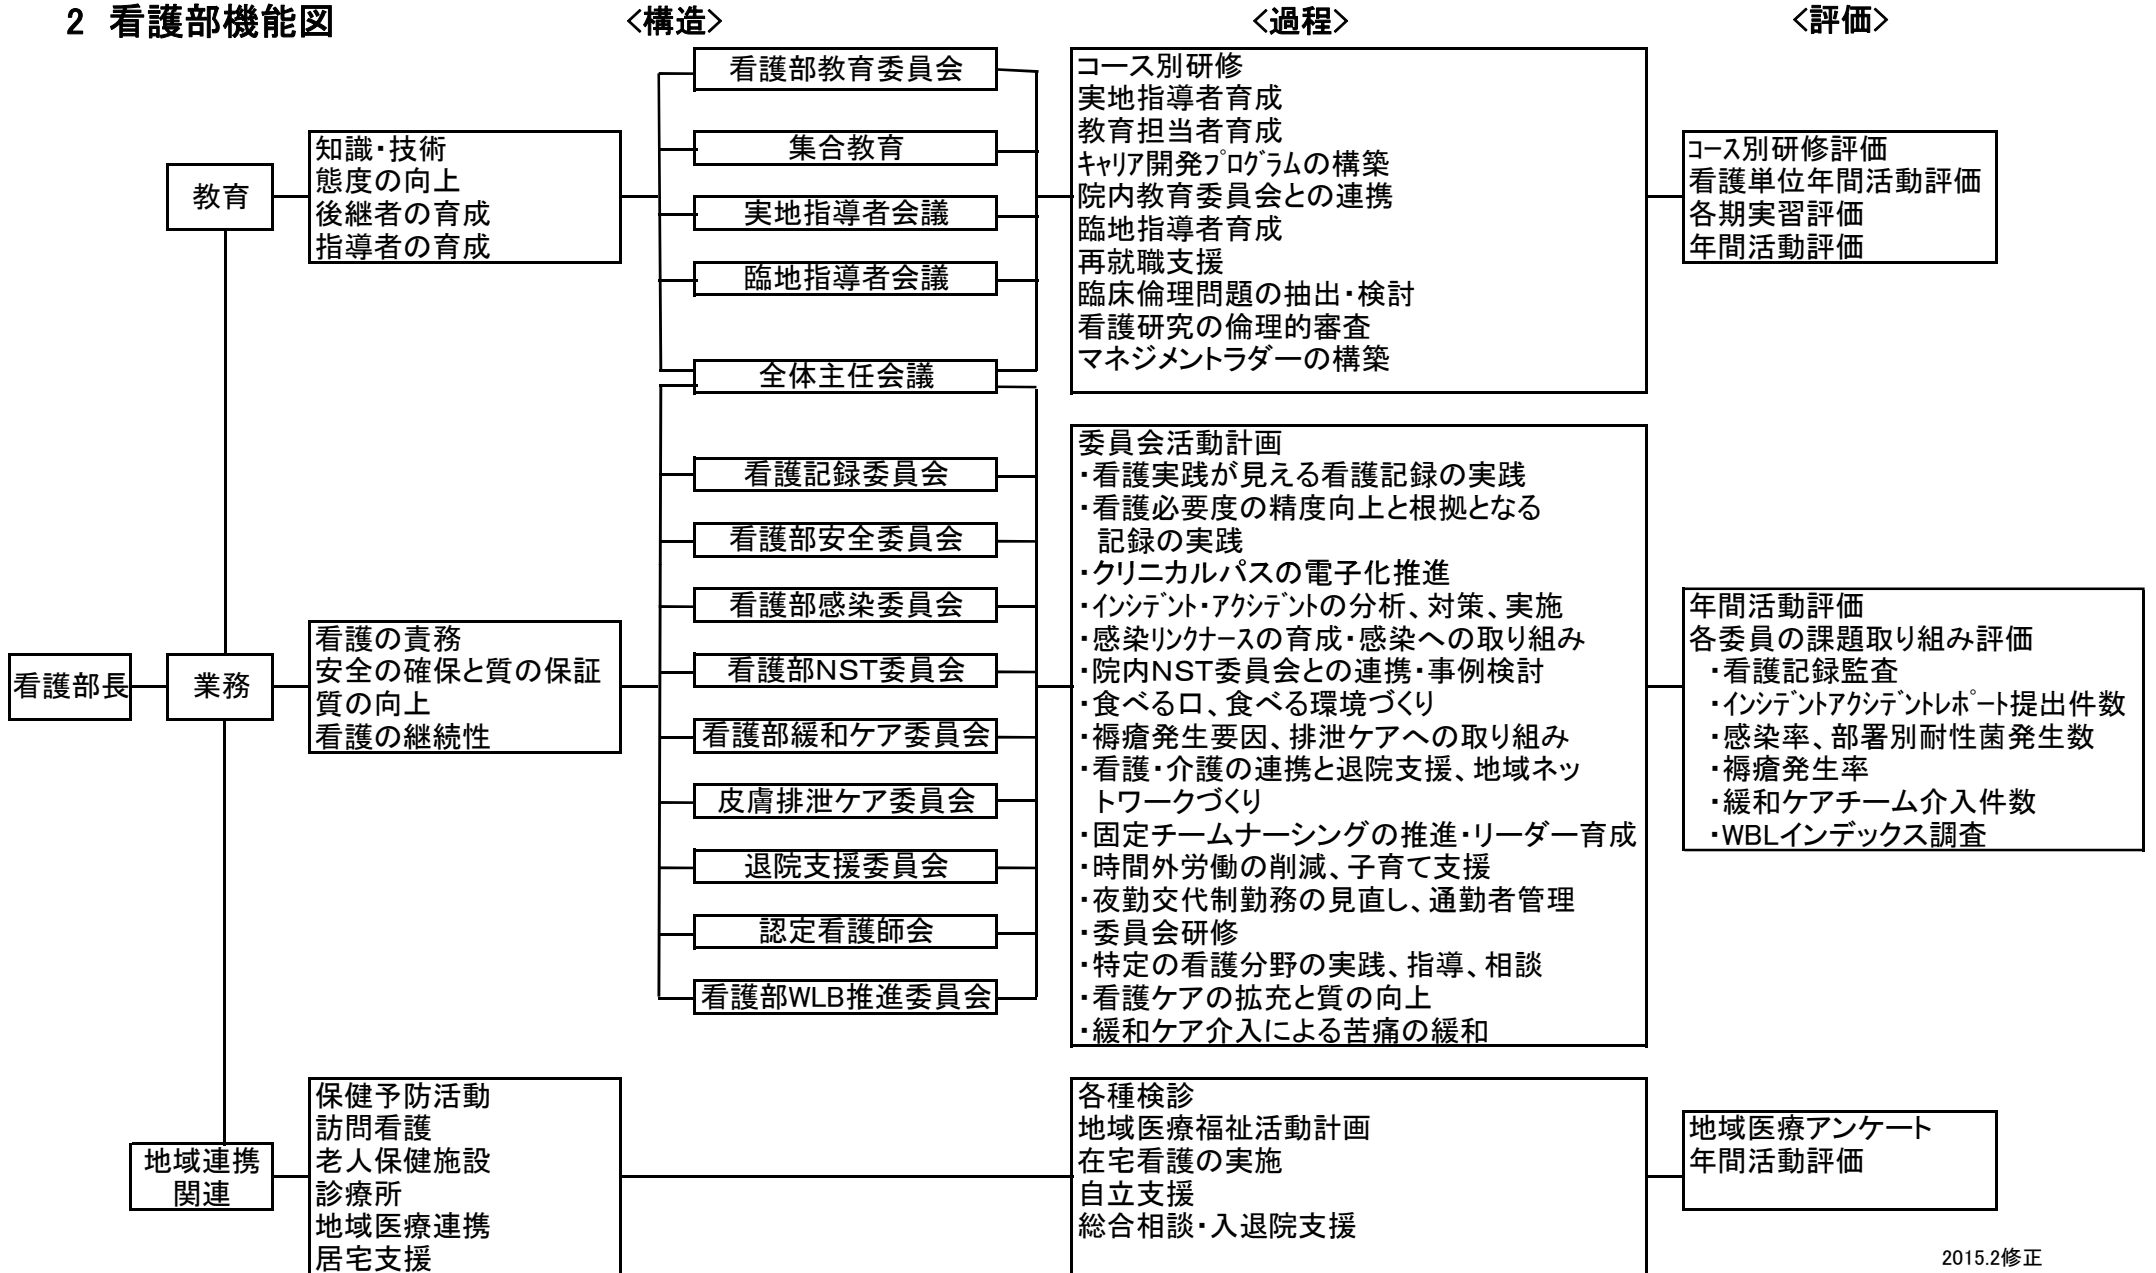 2 看護部機能図
<構造>
<過程>
<評価>
看護部長
教育
知識・技術
態度の向上
後継者の育成
指導者の育成
看護部教育委員会
集合教育
実地指導者会議
臨地指導者会議
全体主任会議
コース別研修
実地指導者育成
教育担当者育成
ｷｬﾘｱ開発ﾌﾟﾛｸﾞﾗﾑの構築
院内教育委員会との連携
臨地指導者育成
再就職支援
臨床倫理問題の抽出・検討
看護研究の倫理的審査
マネジメントラダーの構築
ｺｰｽ別研修評価
看護単位年間活動評価
各期実習評価
年間活動評価
業務
看護の責務
安全の確保と質の保証
質の向上
看護の継続性
看護記録委員会
看護部安全委員会
看護部感染委員会
看護部NST委員会
看護部緩和ケア委員会
皮膚排泄ケア委員会
退院支援委員会
認定看護師会
看護部WLB推進委員会
委員会活動計画
・看護実践が見える看護記録の実践
・看護必要度の精度向上と根拠となる
記録の実践
・クリニカルパスの電子化推進
・ｲﾝｼﾃﾞﾝﾄ・ｱｸｼﾃﾞﾝﾄの分析、対策、実施
・感染ﾘﾝｸﾅｰｽの育成・感染への取り組み
・院内NST委員会との連携・事例検討
・食べる口、食べる環境づくり
・褥瘡発生要因、排泄ケアへの取り組み
・看護・介護の連携と退院支援、地域ネッ
トワークづくり
・固定チームナーシングの推進・リーダー育成
・時間外労働の削減、子育て支援
・夜勤交代制勤務の見直し、通勤者管理
・委員会研修
・特定の看護分野の実践、指導、相談
・看護ケアの拡充と質の向上
・緩和ケア介入による苦痛の緩和
年間活動評価
各委員の課題取り組み評価
・看護記録監査
・ｲﾝｼﾃﾞﾝﾄｱｸｼﾃﾞﾝﾄﾚﾎﾟｰﾄ提出件数
・感染率、部署別耐性菌発生数
・褥瘡発生率
・緩和ケアチーム介入件数
・WBLインデックス調査
地域連携
関連
保健予防活動
訪問看護
老人保健施設
診療所
地域医療連携
居宅支援
各種検診
地域医療福祉活動計画
在宅看護の実施
自立支援
総合相談・入退院支援
地域医療アンケート
年間活動評価
2015.2修正